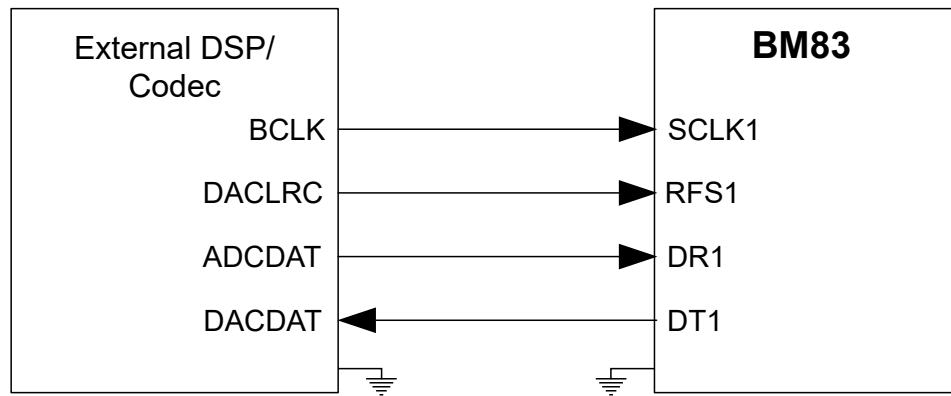 External DSP/
Codec
BM83
BCLK
SCLK1
DACLRC
RFS1
ADCDAT
DR1
DACDAT
DT1